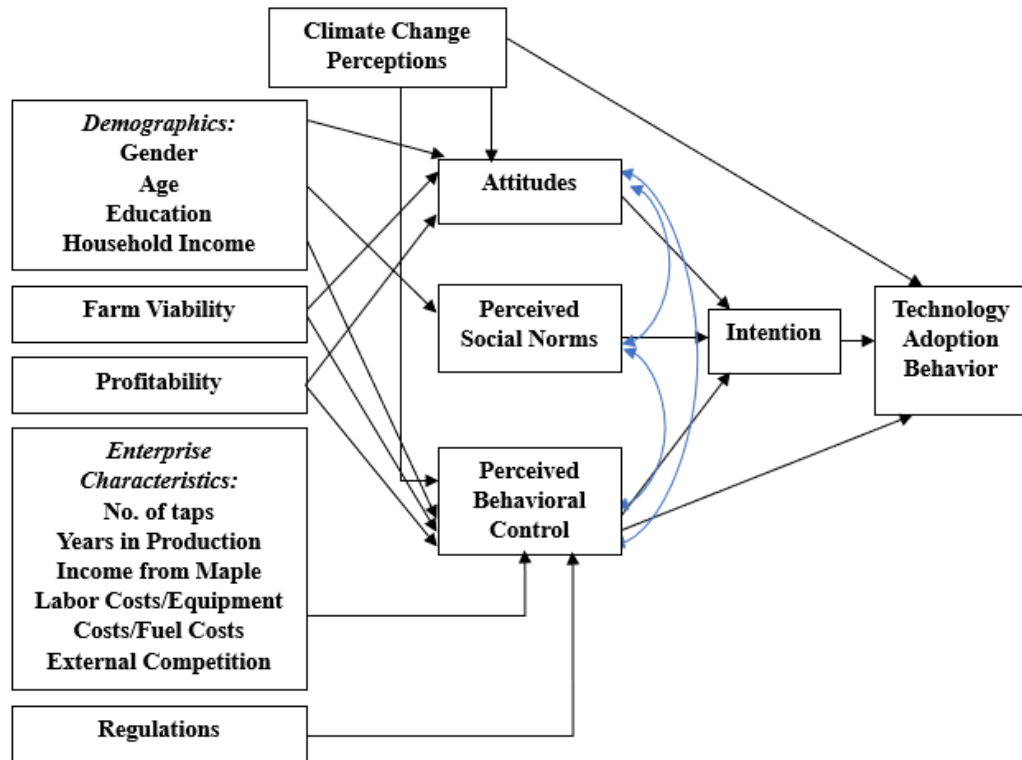 Climate Change
Perceptions
Demographics:
Gender
Age
Education
Household Income
Farm Viability
Profitability
Enterprise
Characteristics:
No. of taps
Years in Production
Income from Maple
Labor Costs/Equipment
Costs/Fuel Costs
External Competition
Regulations
Attitudes
Perceived
Social Norms
Perceived
Behavioral
Control
Intention
Technology
Adoption
Behavior